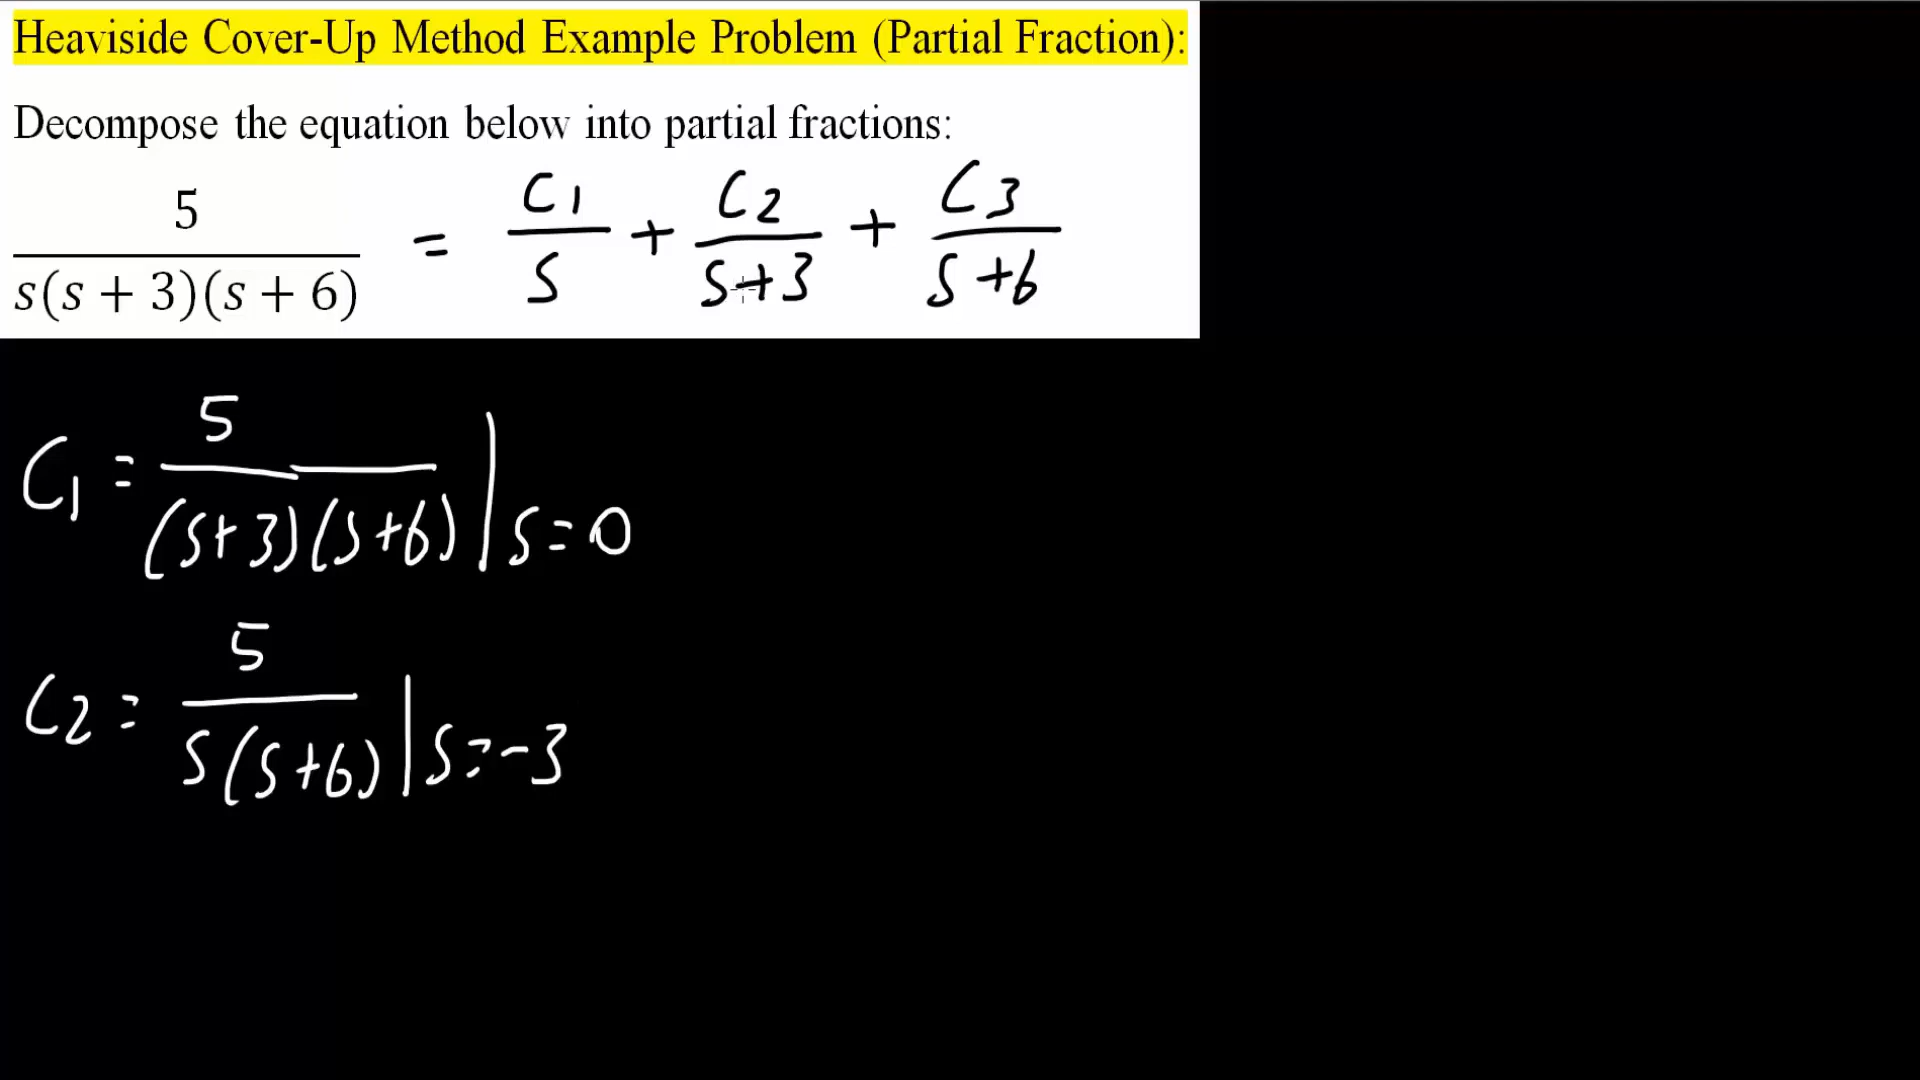 Heaviside Cover-Up Method Example Problem (Partial Fraction):
Decompose the equation below into partial fractions:
5 / s(s + 3)(s + 6) = C1 / S + C2 / S+3 + C3 / S+6
C1 = 5 / (S+3)(S+6) | S=0
C2 = 5 / S(S+6) | S=-3